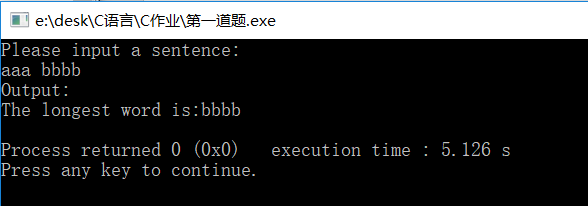 e:\desk\C语言\C作业\第一道题.exe
Please input a sentence:
aaa bbbb
Output:
The longest word is:bbbb
Process returned 0 (0x0)   execution time : 5.126 s
Press any key to continue.